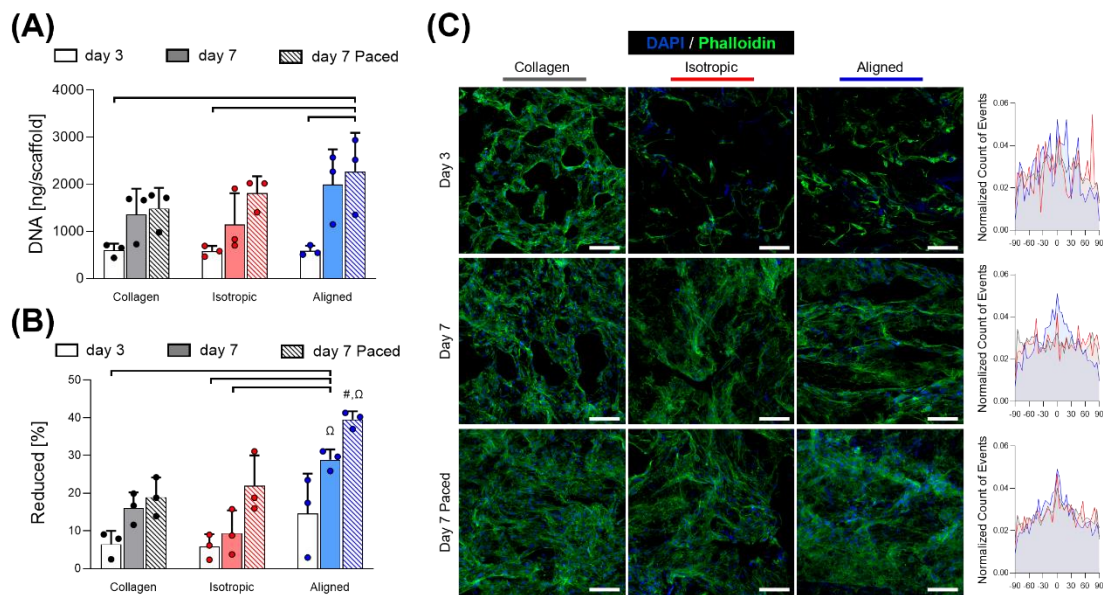 (A)
day 3
day 7
day 7 Paced
DNA [ng/scaffold]
4000
3000
2000
1000
0
Collagen
Isotropic
Aligned
(B)
day 3
day 7
day 7 Paced
Reduced [%]
50
40
30
20
10
0
Ω
#,Ω
Collagen
Isotropic
Aligned
(C)
DAPI / Phalloidin
Collagen
Isotropic
Aligned
Day 3
Day 7
Day 7 Paced
Normalized Count of Events
0.06
0.04
0.02
0.00
-90 -60 -30 0 30 60 90
Normalized Count of Events
0.06
0.04
0.02
0.00
-90 -60 -30 0 30 60 90
Normalized Count of Events
0.06
0.04
0.02
0.00
-90 -60 -30 0 30 60 90